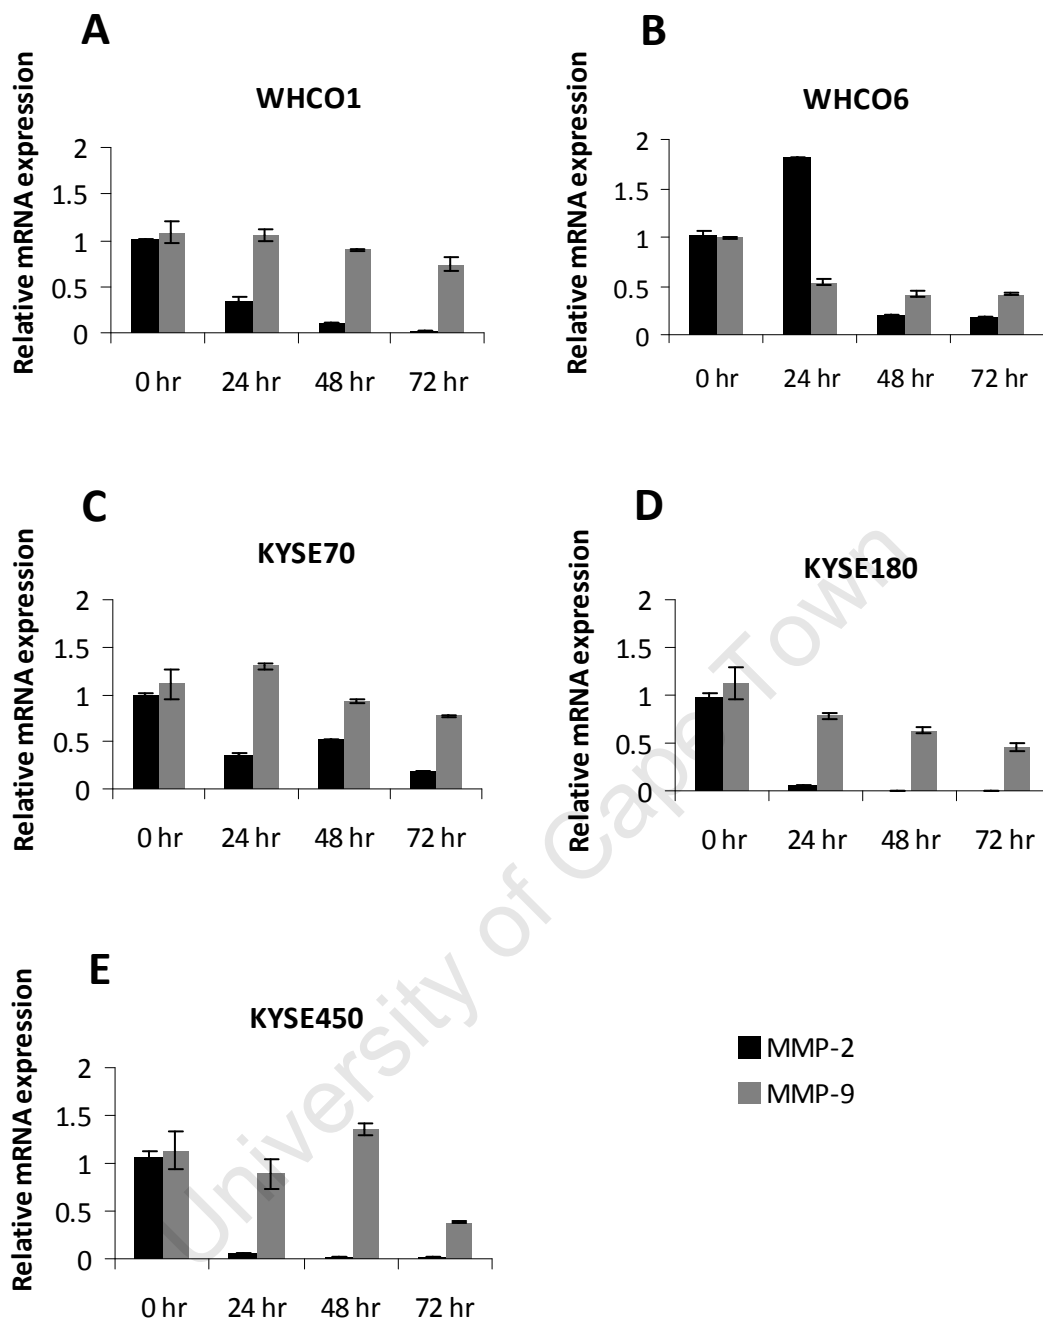 A
WHCO1
Relative mRNA expression
2
1.5
1
0.5
0
0 hr
24 hr
48 hr
72 hr
B
WHCO6
Relative mRNA expression
2
1.5
1
0.5
0
0 hr
24 hr
48 hr
72 hr
C
KYSE70
Relative mRNA expression
2
1.5
1
0.5
0
0 hr
24 hr
48 hr
72 hr
D
KYSE180
Relative mRNA expression
2
1.5
1
0.5
0
0 hr
24 hr
48 hr
72 hr
E
KYSE450
Relative mRNA expression
2
1.5
1
0.5
0
0 hr
24 hr
48 hr
72 hr
MMP-2
MMP-9
University of Cape Town